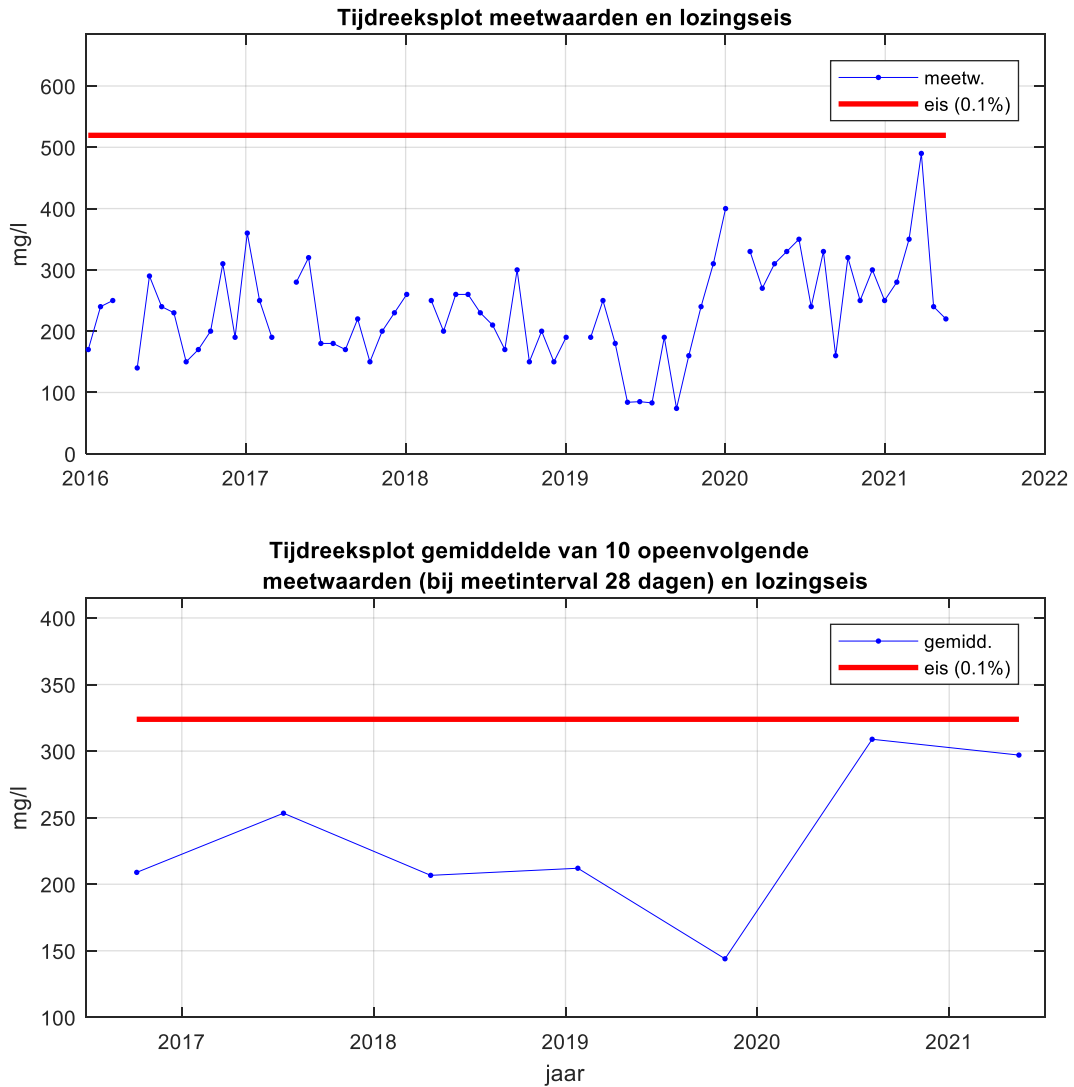 Tijdreeksplot meetwaarden en lozingseis
mg/l
600
500
400
300
200
100
0
2016 2017 2018 2019 2020 2021 2022
meetw.
eis (0.1%)
Tijdreeksplot gemiddelde van 10 opeenvolgende
meetwaarden (bij meetinterval 28 dagen) en lozingseis
mg/l
400
350
300
250
200
150
100
2017 2018 2019 2020 2021
gemidd.
eis (0.1%)
jaar